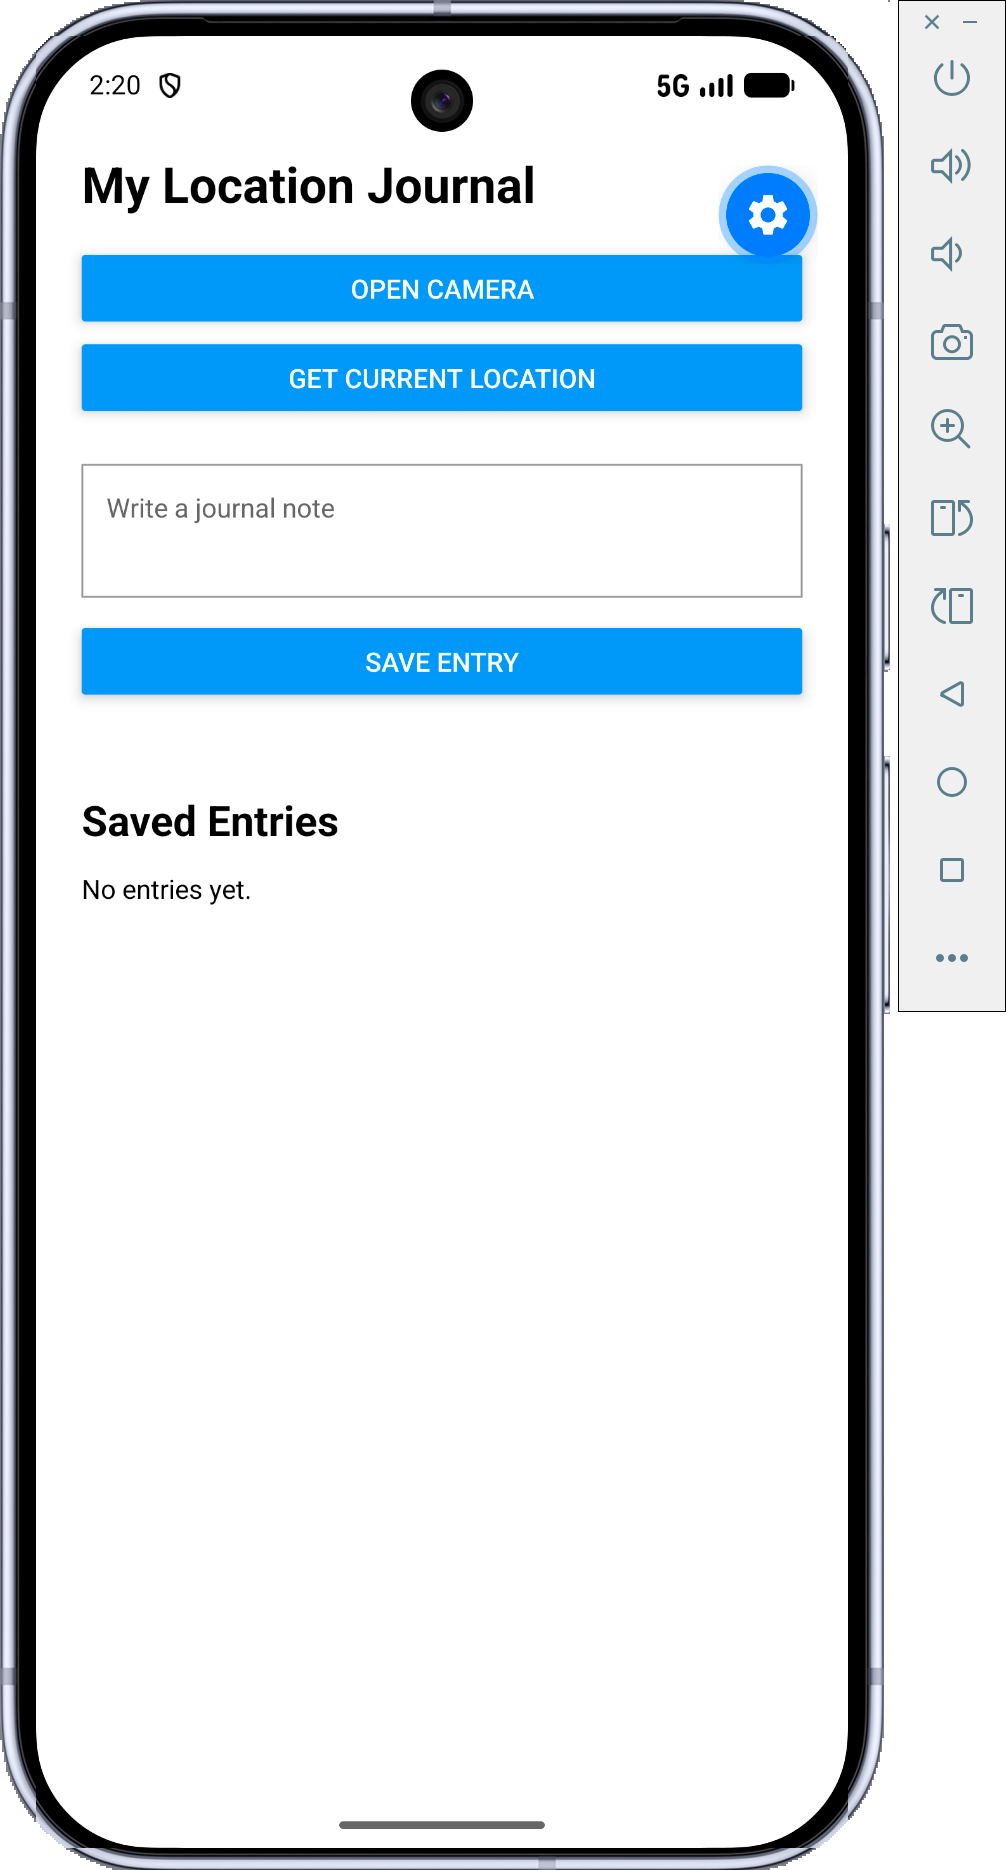 2:20
5G
My Location Journal
OPEN CAMERA
GET CURRENT LOCATION
Write a journal note
SAVE ENTRY
Saved Entries
No entries yet.